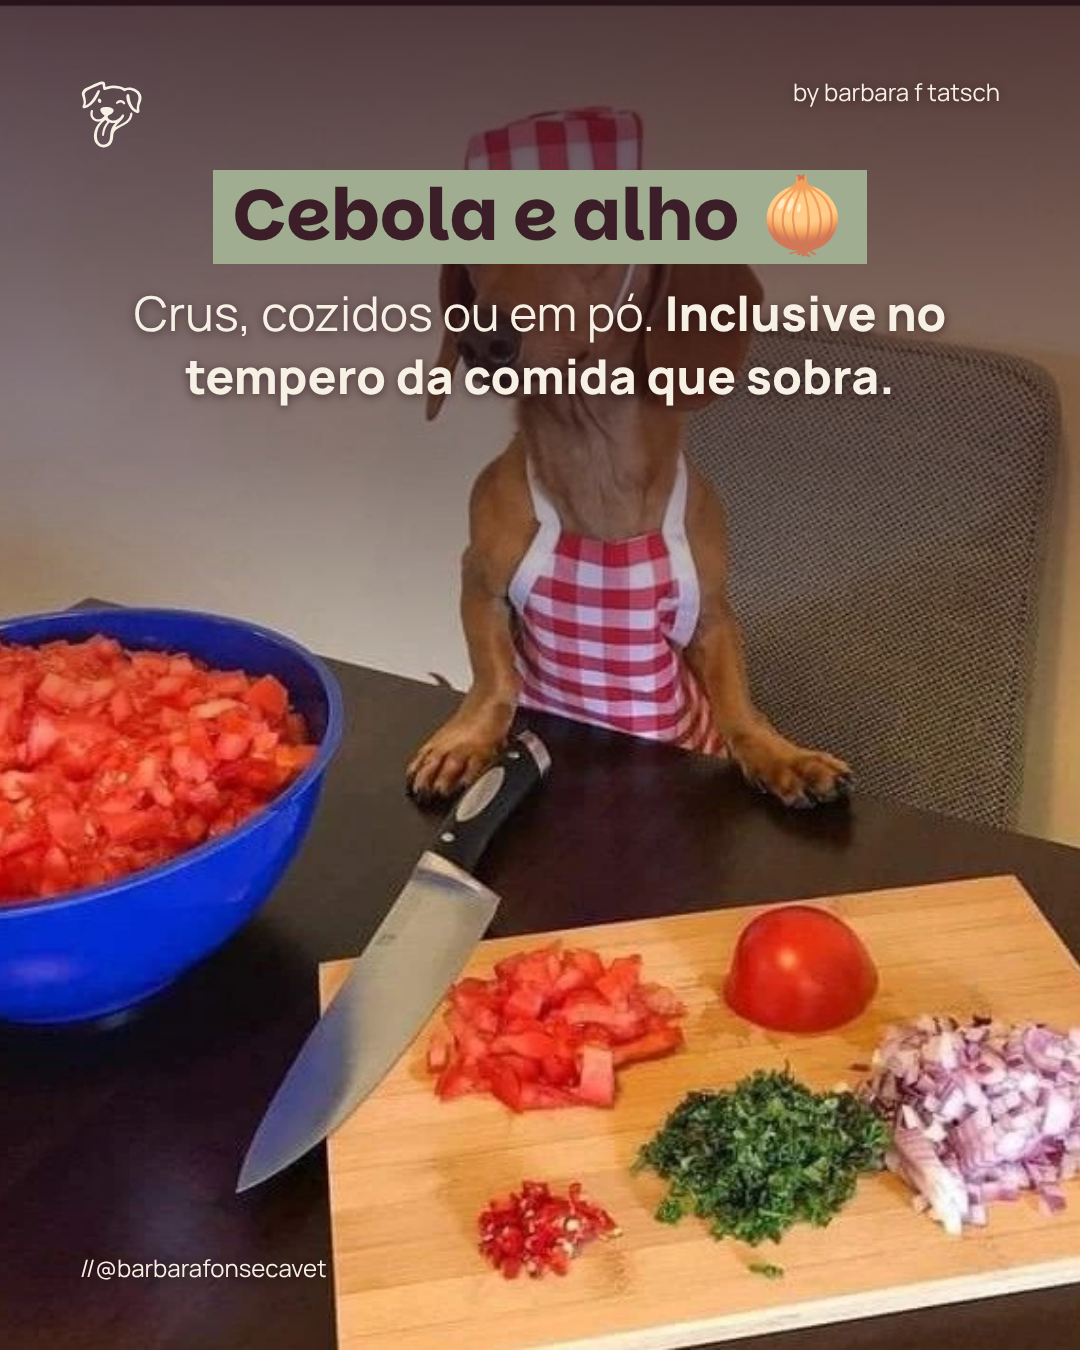 by barbara f tatsch
Cebola e alho 🧅
Crus, cozidos ou em pó. Inclusive no
tempero da comida que sobra.
//@barbarafonsecavet